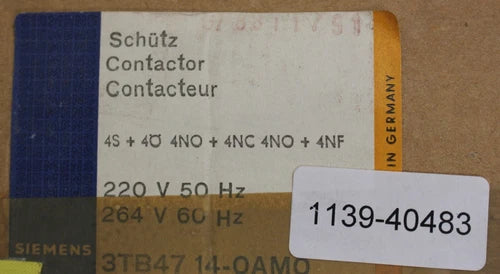 Schütz
Contactor
Contacteur
4S + 4Ö 4NO + 4NC 4NO + 4NF
220 V 50 Hz
264 V 60 Hz
3TB47 14-0AM0
SIEMENS
IN GERMANY
1139-40483